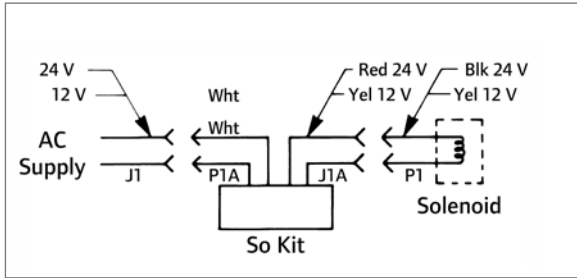 24 V
12 V
Wht
Red 24 V
Yel 12 V
Blk 24 V
Yel 12 V
AC
Supply
Wht
J1
P1A
J1A
P1
Solenoid
So Kit